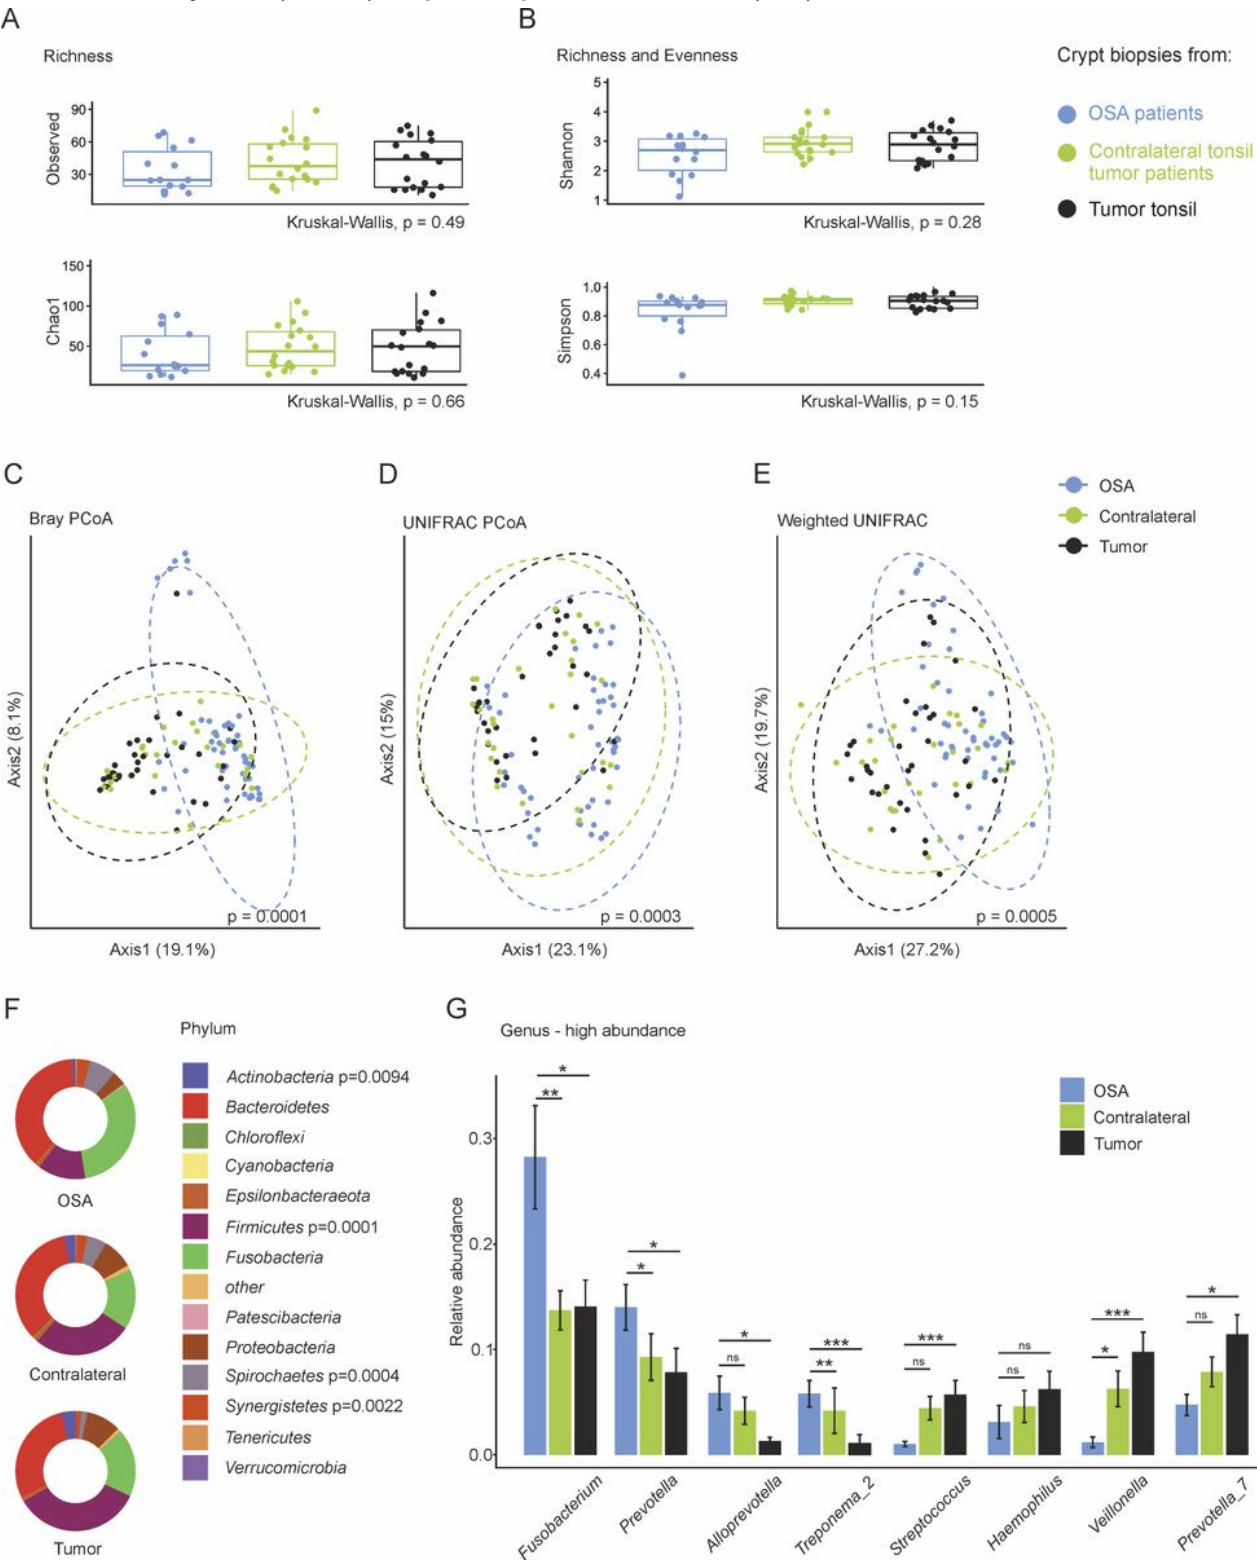 A
B
Richness
Richness and Evenness
Crypt biopsies from:
OSA patients
Contralateral tonsil
tumor patients
Tumor tonsil
Observed
90
60
30
Kruskal-Wallis, p = 0.49
Shannon
5
4
3
2
1
Kruskal-Wallis, p = 0.28
Chao1
150
100
50
Kruskal-Wallis, p = 0.66
Simpson
1.0
0.8
0.6
0.4
Kruskal-Wallis, p = 0.15
C
D
E
Bray PCoA
UNIFRAC PCoA
Weighted UNIFRAC
OSA
Contralateral
Tumor
Axis2 (8.1%)
p = 0.0001
Axis1 (19.1%)
Axis2 (15%)
p = 0.0003
Axis1 (23.1%)
Axis2 (19.7%)
p = 0.0005
Axis1 (27.2%)
F
Phylum
OSA
Contralateral
Tumor
Actinobacteria p=0.0094
Bacteroidetes
Chloroflexi
Cyanobacteria
Epsilonbacteraeota
Firmicutes p=0.0001
Fusobacteria
other
Patescibacteria
Proteobacteria
Spirochaetes p=0.0004
Synergistetes p=0.0022
Tenericutes
Verrucomicrobia
G
Genus - high abundance
OSA
Contralateral
Tumor
Relative abundance
0.3
0.2
0.1
0.0
*
**
*
*
*
ns
***
**
***
ns
ns
ns
***
*
*
ns
Fusobacterium
Prevotella
Alloprevotella
Treponema_2
Streptococcus
Haemophilus
Veillonella
Prevotella_7